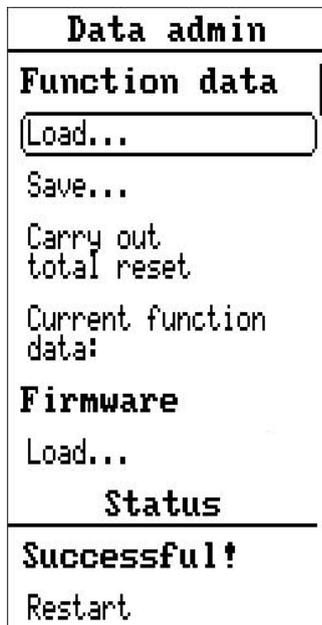 Data admin
Function data
Load...
Save...
Carry out
total reset
Current function
data:
Firmware
Load...
Status
Successful!
Restart